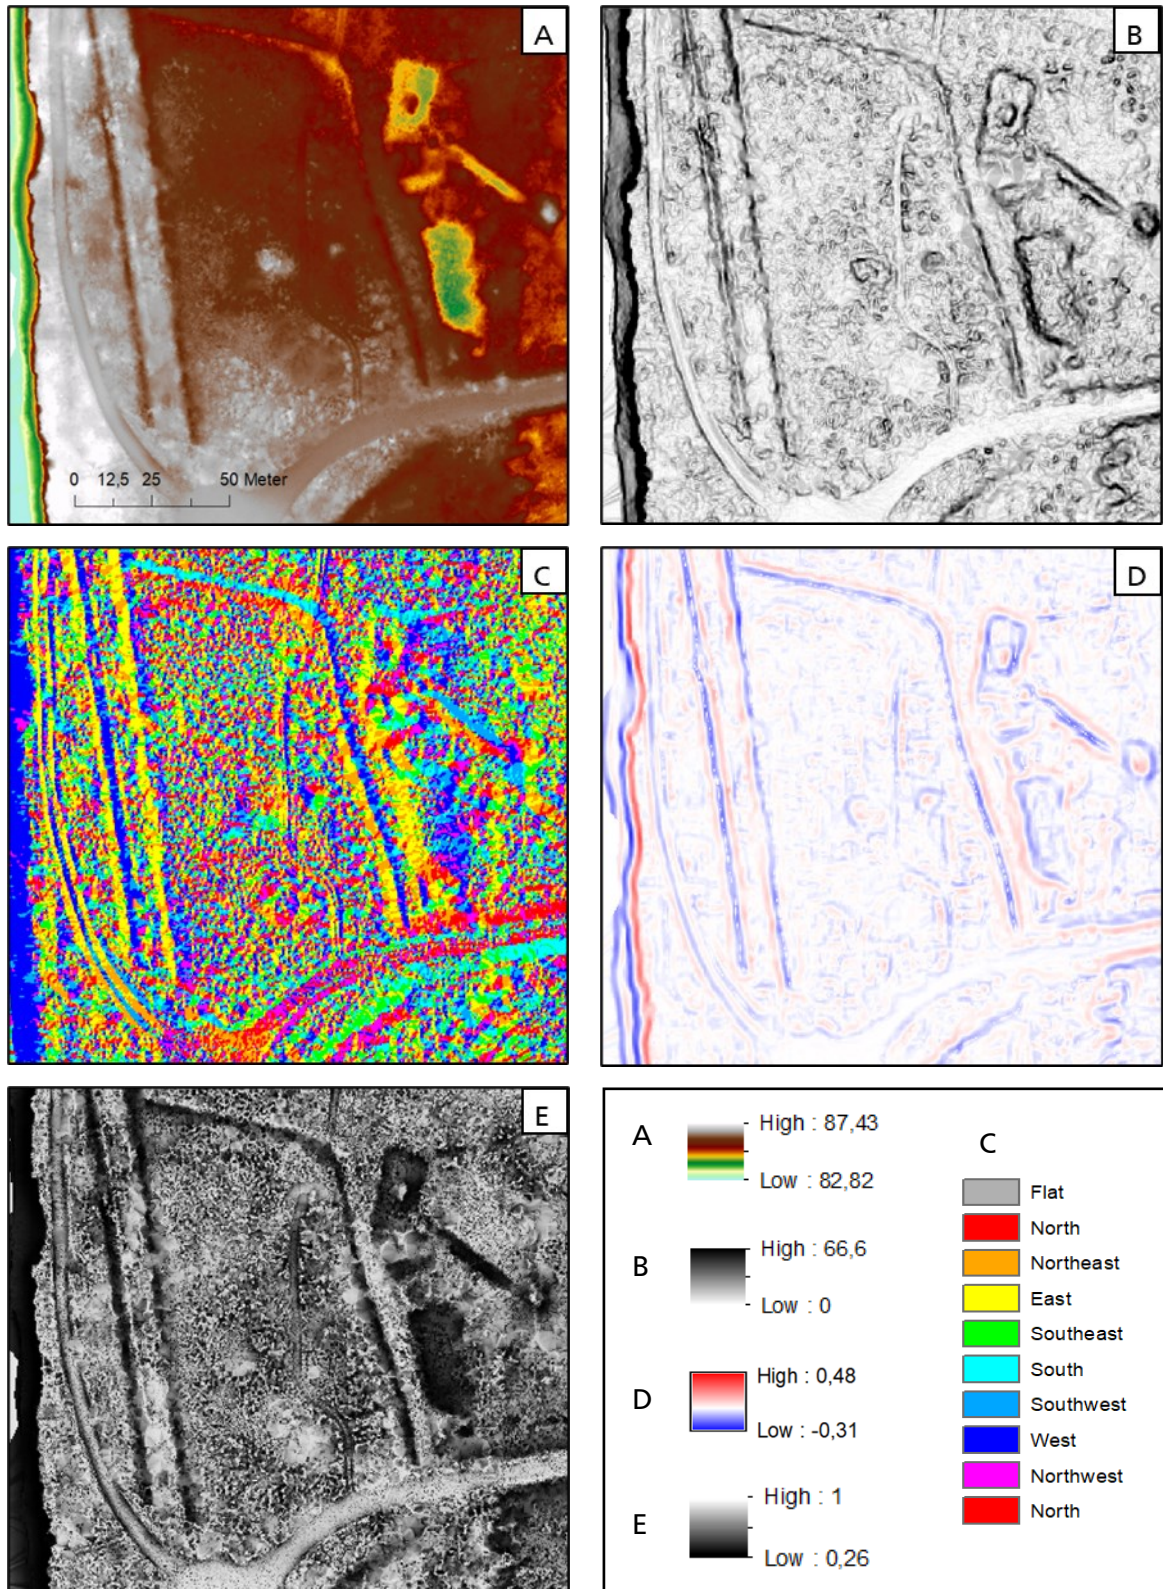 A
B
0 12,5 25 50 Meter
C
D
E
A
High : 87,43
Low : 82,82
B
High : 66,6
Low : 0
D
High : 0,48
Low : -0,31
E
High : 1
Low : 0,26
C
Flat
North
Northeast
East
Southeast
South
Southwest
West
Northwest
North